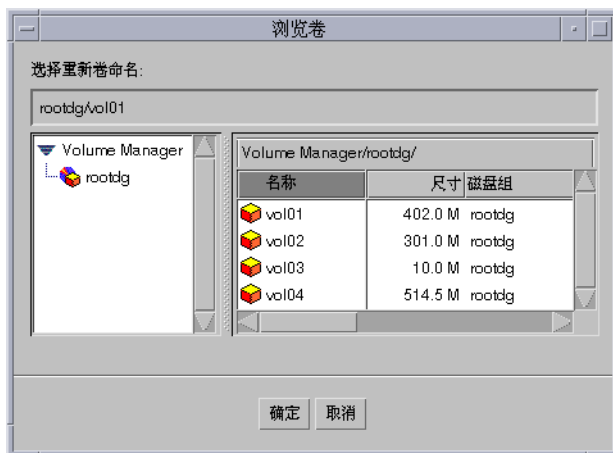 浏览卷
选择重新卷命名:
rootdg/vol01
Volume Manager
rootdg
Volume Manager/rootdg/
名称 尺寸 磁盘组
vol01 402.0 M rootdg
vol02 301.0 M rootdg
vol03 10.0 M rootdg
vol04 514.5 M rootdg
确定 取消